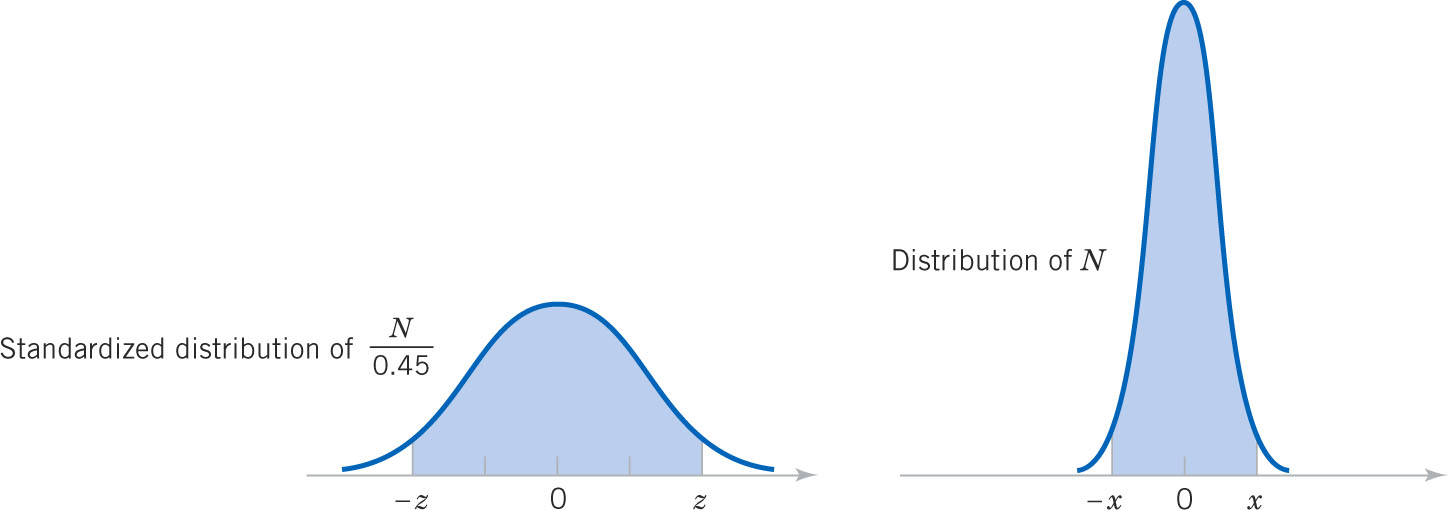 Distribution of N
Standardized distribution of N/0.45
−z 0 z
−x 0 x